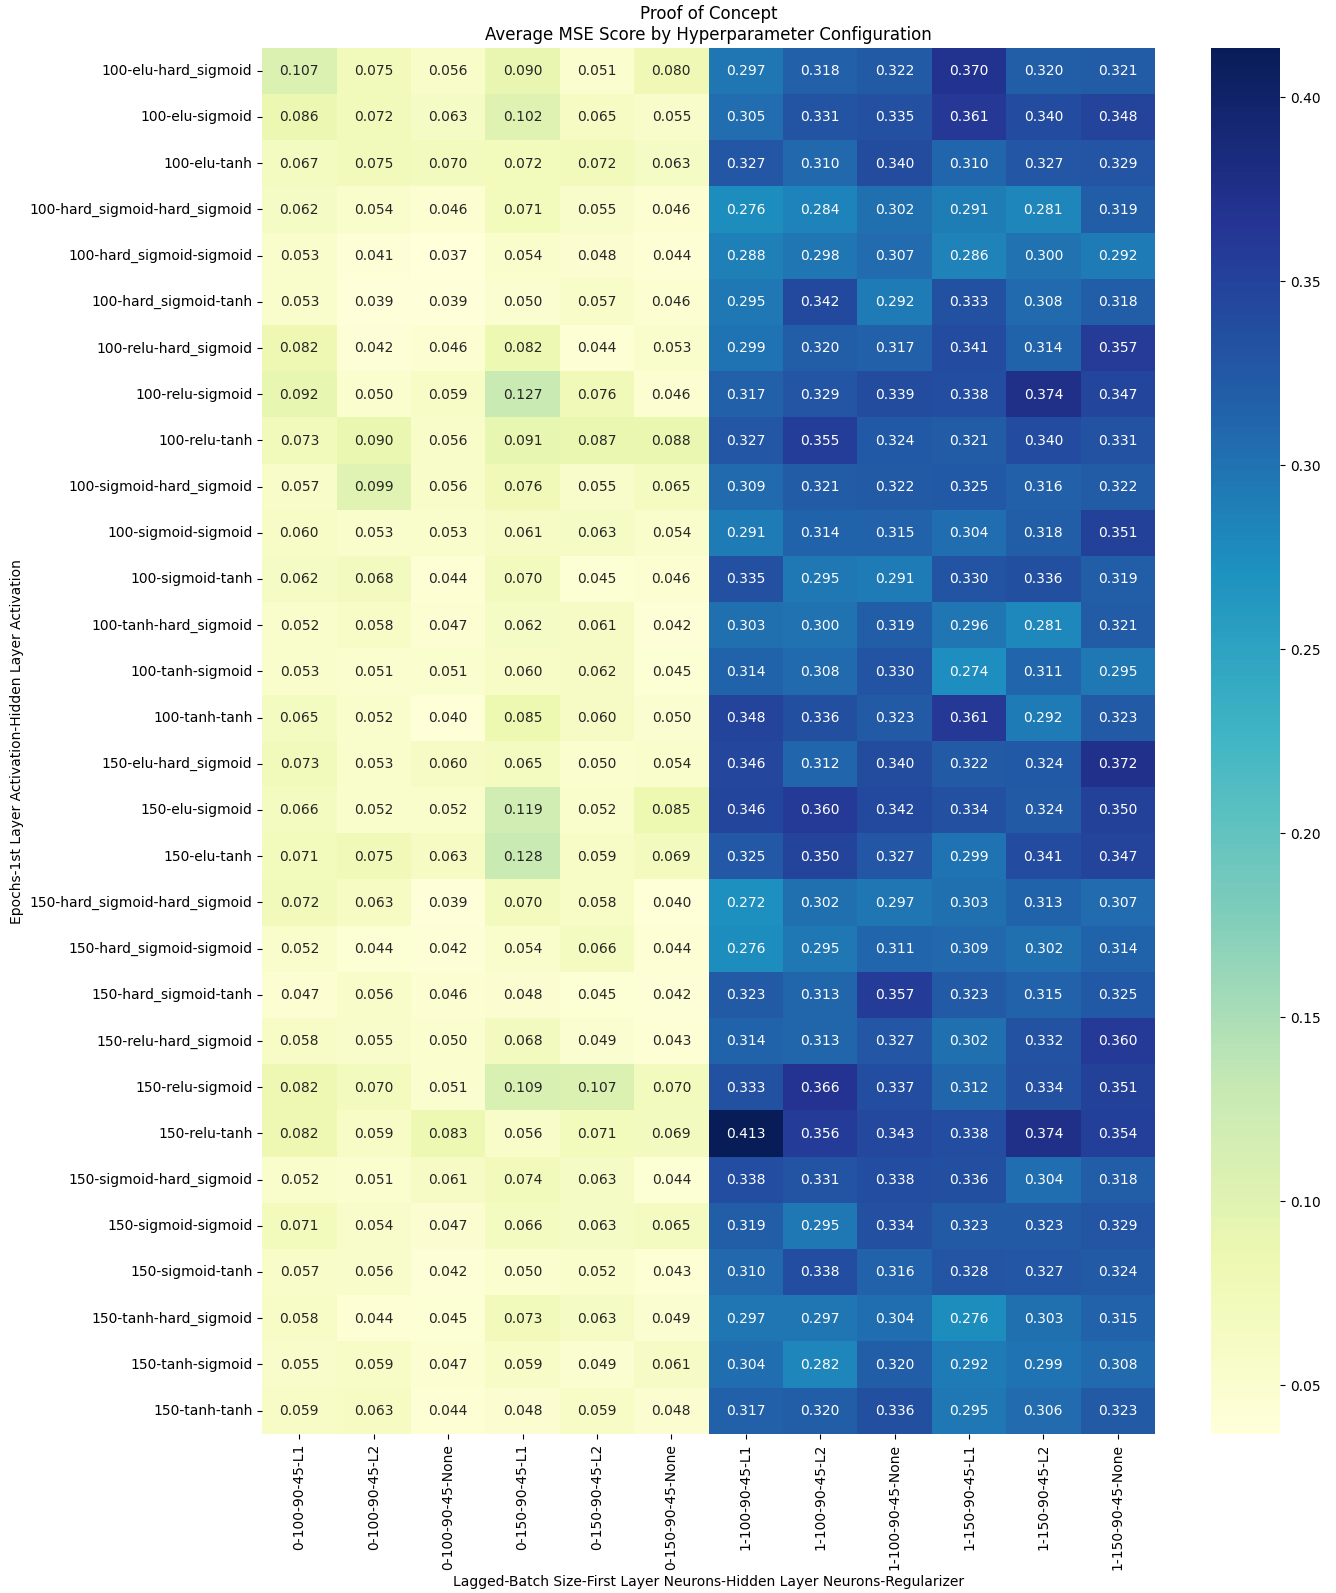 Proof of Concept
Average MSE Score by Hyperparameter Configuration
100-elu-hard_sigmoid 0.107 0.075 0.056 0.090 0.051 0.080 0.297 0.318 0.322 0.370 0.320 0.321
100-elu-sigmoid 0.086 0.072 0.063 0.102 0.065 0.055 0.305 0.331 0.335 0.361 0.340 0.348
100-elu-tanh 0.067 0.075 0.070 0.072 0.072 0.063 0.327 0.310 0.340 0.310 0.327 0.329
100-hard_sigmoid-hard_sigmoid 0.062 0.054 0.046 0.071 0.055 0.046 0.276 0.284 0.302 0.291 0.281 0.319
100-hard_sigmoid-sigmoid 0.053 0.041 0.037 0.054 0.048 0.044 0.288 0.298 0.307 0.286 0.300 0.292
100-hard_sigmoid-tanh 0.053 0.039 0.039 0.050 0.057 0.046 0.295 0.342 0.292 0.333 0.308 0.318
100-relu-hard_sigmoid 0.082 0.042 0.046 0.082 0.044 0.053 0.299 0.320 0.317 0.341 0.314 0.357
100-relu-sigmoid 0.092 0.050 0.059 0.127 0.076 0.046 0.317 0.329 0.339 0.338 0.374 0.347
100-relu-tanh 0.073 0.090 0.056 0.091 0.087 0.088 0.327 0.355 0.324 0.321 0.340 0.331
100-sigmoid-hard_sigmoid 0.057 0.099 0.056 0.076 0.055 0.065 0.309 0.321 0.322 0.325 0.316 0.322
100-sigmoid-sigmoid 0.060 0.053 0.053 0.061 0.063 0.054 0.291 0.314 0.315 0.304 0.318 0.351
100-sigmoid-tanh 0.062 0.068 0.044 0.070 0.045 0.046 0.335 0.295 0.291 0.330 0.336 0.319
100-tanh-hard_sigmoid 0.052 0.058 0.047 0.062 0.061 0.042 0.303 0.300 0.319 0.296 0.281 0.321
100-tanh-sigmoid 0.053 0.051 0.051 0.060 0.062 0.045 0.314 0.308 0.330 0.274 0.311 0.295
100-tanh-tanh 0.065 0.052 0.040 0.085 0.060 0.050 0.348 0.336 0.323 0.361 0.292 0.323
150-elu-hard_sigmoid 0.073 0.053 0.060 0.065 0.050 0.054 0.346 0.312 0.340 0.322 0.324 0.372
150-elu-sigmoid 0.066 0.052 0.052 0.119 0.052 0.085 0.346 0.360 0.342 0.334 0.324 0.350
150-elu-tanh 0.071 0.075 0.063 0.128 0.059 0.069 0.325 0.350 0.327 0.299 0.341 0.347
150-hard_sigmoid-hard_sigmoid 0.072 0.063 0.039 0.070 0.058 0.040 0.272 0.302 0.297 0.303 0.313 0.307
150-hard_sigmoid-sigmoid 0.052 0.044 0.042 0.054 0.066 0.044 0.276 0.295 0.311 0.309 0.302 0.314
150-hard_sigmoid-tanh 0.047 0.056 0.046 0.048 0.045 0.042 0.323 0.313 0.357 0.323 0.315 0.325
150-relu-hard_sigmoid 0.058 0.055 0.050 0.068 0.049 0.043 0.314 0.313 0.327 0.302 0.332 0.360
150-relu-sigmoid 0.082 0.070 0.051 0.109 0.107 0.070 0.333 0.366 0.337 0.312 0.334 0.351
150-relu-tanh 0.082 0.059 0.083 0.056 0.071 0.069 0.413 0.356 0.343 0.338 0.374 0.354
150-sigmoid-hard_sigmoid 0.052 0.051 0.061 0.074 0.063 0.044 0.338 0.331 0.338 0.336 0.304 0.318
150-sigmoid-sigmoid 0.071 0.054 0.047 0.066 0.063 0.065 0.319 0.295 0.334 0.323 0.323 0.329
150-sigmoid-tanh 0.057 0.056 0.042 0.050 0.052 0.043 0.310 0.338 0.316 0.328 0.327 0.324
150-tanh-hard_sigmoid 0.058 0.044 0.045 0.073 0.063 0.049 0.297 0.297 0.304 0.276 0.303 0.315
150-tanh-sigmoid 0.055 0.059 0.047 0.059 0.049 0.061 0.304 0.282 0.320 0.292 0.299 0.308
150-tanh-tanh 0.059 0.063 0.044 0.048 0.059 0.048 0.317 0.320 0.336 0.295 0.306 0.323
Epochs-1st Layer Activation-Hidden Layer Activation
0-100-90-45-L1
0-100-90-45-L2
0-100-90-45-None
0-150-90-45-L1
0-150-90-45-L2
0-150-90-45-None
1-100-90-45-L1
1-100-90-45-L2
1-100-90-45-None
1-150-90-45-L1
1-150-90-45-L2
1-150-90-45-None
Lagged-Batch Size-First Layer Neurons-Hidden Layer Neurons-Regularizer
0.40
0.35
0.30
0.25
0.20
0.15
0.10
0.05